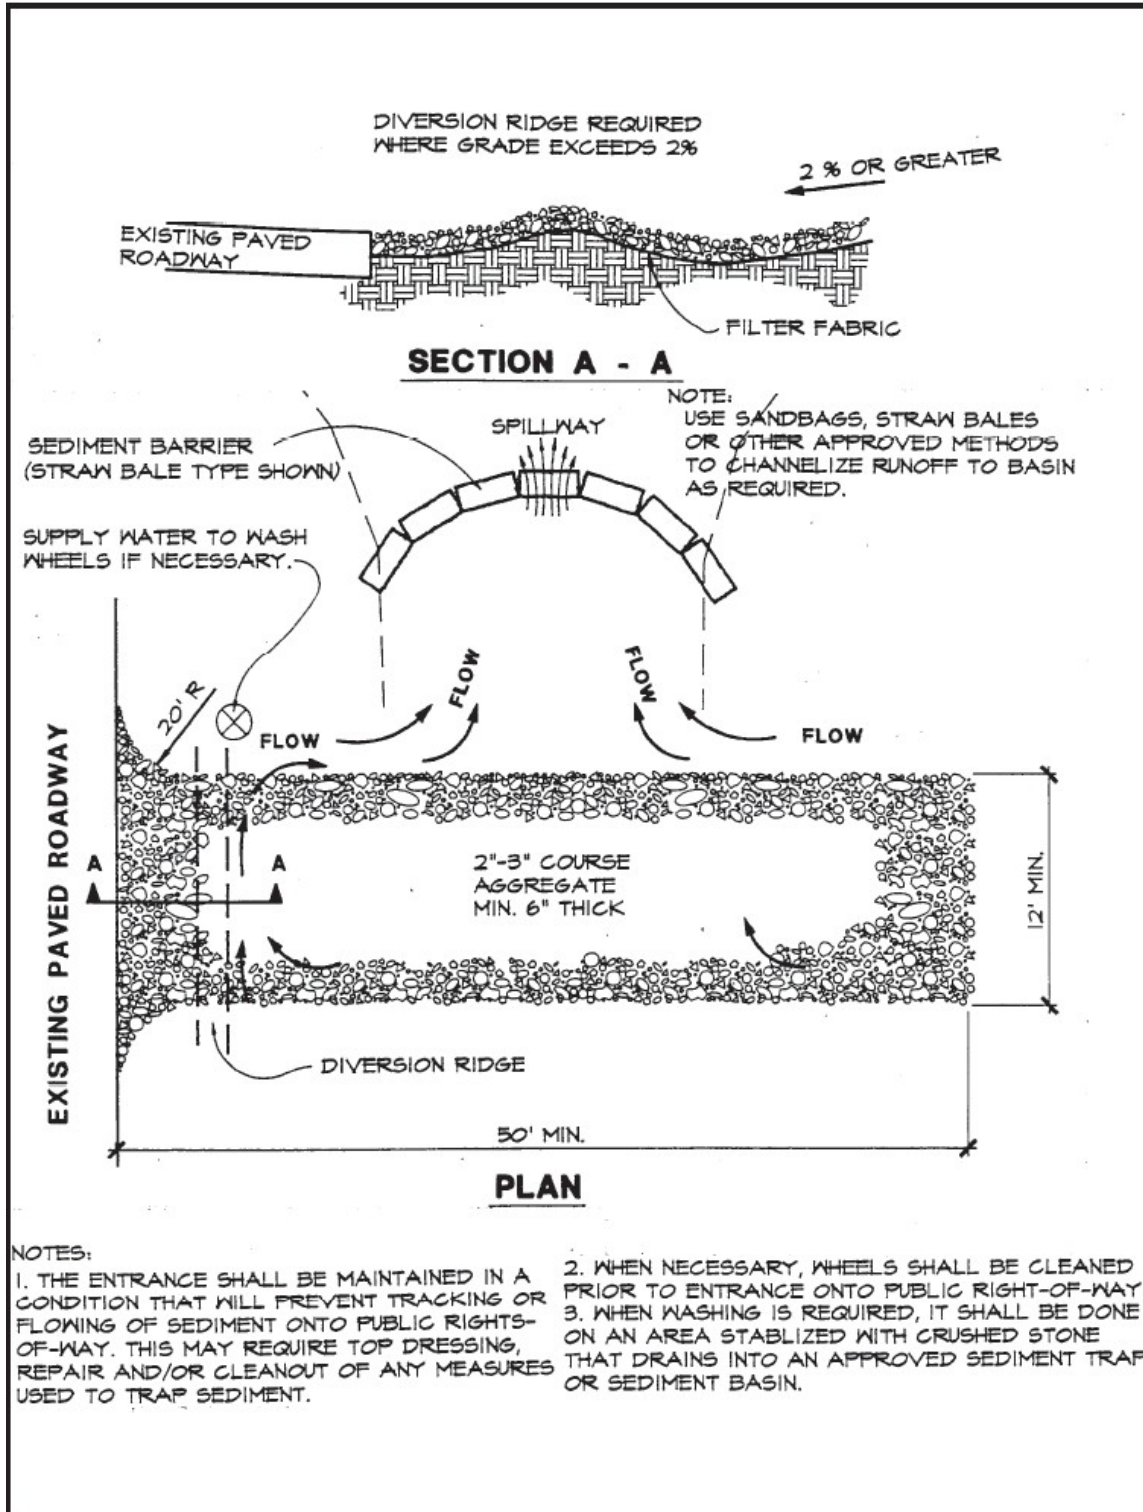 DIVERSION RIDGE REQUIRED
WHERE GRADE EXCEEDS 2%
2 % OR GREATER
EXISTING PAVED
ROADWAY
FILTER FABRIC
SECTION A - A
NOTE:
USE SANDBAGS, STRAW BALES
OR OTHER APPROVED METHODS
TO CHANNELIZE RUNOFF TO BASIN
AS REQUIRED.
SPILLWAY
SEDIMENT BARRIER
(STRAW BALE TYPE SHOWN)
SUPPLY WATER TO WASH
WHEELS IF NECESSARY.
FLOW
FLOW
20' R
FLOW
FLOW
EXISTING PAVED ROADWAY
A
A
2"-3" COURSE
AGGREGATE
MIN. 6" THICK
12' MIN.
DIVERSION RIDGE
50' MIN.
PLAN
NOTES:
1. THE ENTRANCE SHALL BE MAINTAINED IN A
CONDITION THAT WILL PREVENT TRACKING OR
FLOWING OF SEDIMENT ONTO PUBLIC RIGHTS-
OF-WAY. THIS MAY REQUIRE TOP DRESSING,
REPAIR AND/OR CLEANOUT OF ANY MEASURES
USED TO TRAP SEDIMENT.
2. WHEN NECESSARY, WHEELS SHALL BE CLEANED
PRIOR TO ENTRANCE ONTO PUBLIC RIGHT-OF-WAY
3. WHEN WASHING IS REQUIRED, IT SHALL BE DONE
ON AN AREA STABLIZED WITH CRUSHED STONE
THAT DRAINS INTO AN APPROVED SEDIMENT TRAP
OR SEDIMENT BASIN.